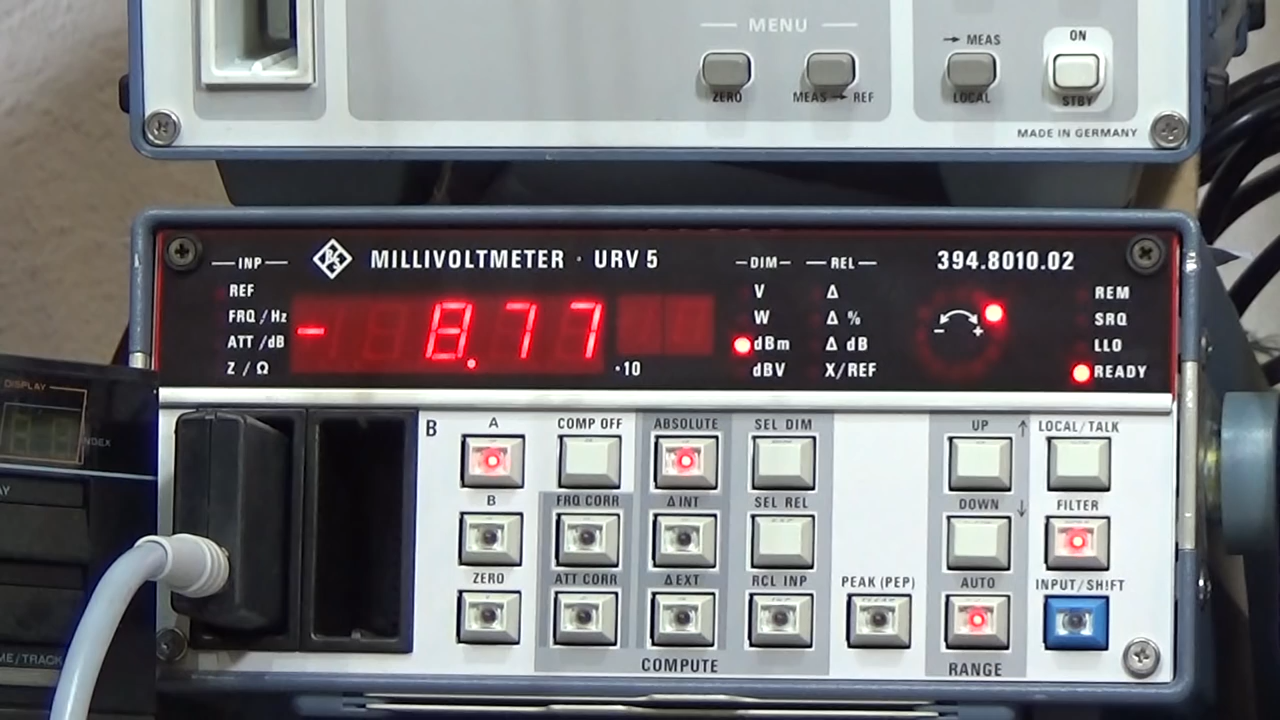 MENU
→ MEAS
ON
ZERO
MEAS → REF
LOCAL
STBY
MADE IN GERMANY
INP
R&S
MILLIVOLTMETER · URV 5
DIM
REL
394.8010.02
REF
V
Δ
REM
FRQ/Hz
W
Δ %
SRQ
- 8.77
- +
ATT/dB
dBm
Δ dB
LLO
Z/Ω
·10
dBV
X/REF
READY
DISPLAY
INDEX
AY
ME/TRACK
B
A
COMP OFF
ABSOLUTE
SEL DIM
UP ↑
LOCAL/TALK
B
FRQ CORR
Δ INT
SEL REL
DOWN ↓
FILTER
ZERO
ATT CORR
Δ EXT
RCL INP
PEAK (PEP)
AUTO
INPUT/SHIFT
COMPUTE
RANGE